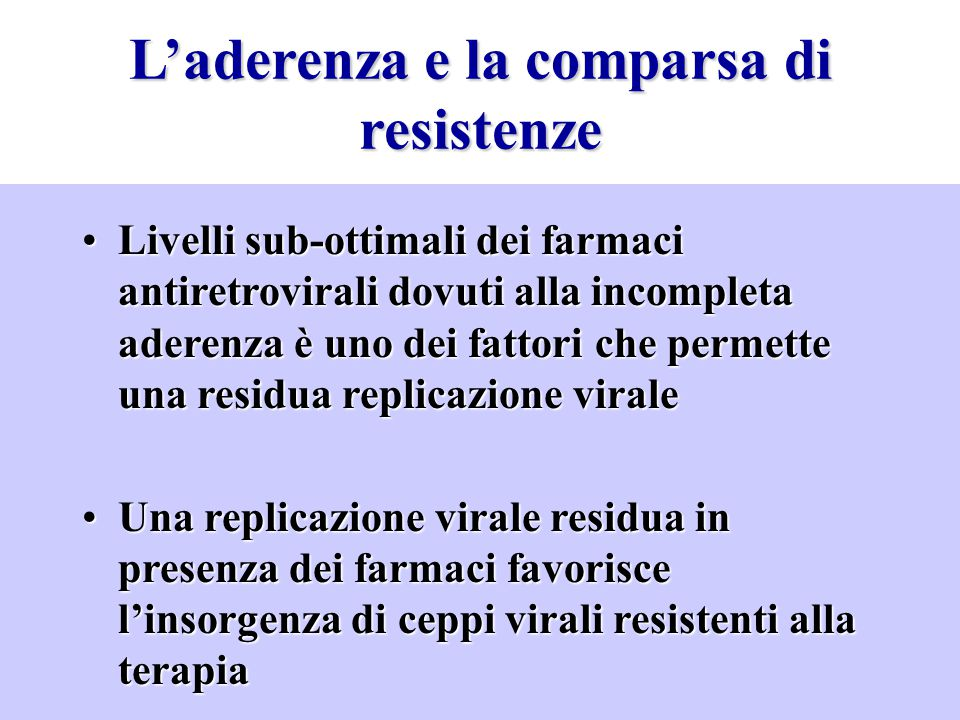 L’aderenza e la comparsa di
resistenze
• Livelli sub-ottimali dei farmaci
antiretrovirali dovuti alla incompleta
aderenza è uno dei fattori che permette
una residua replicazione virale
• Una replicazione virale residua in
presenza dei farmaci favorisce
l’insorgenza di ceppi virali resistenti alla
terapia